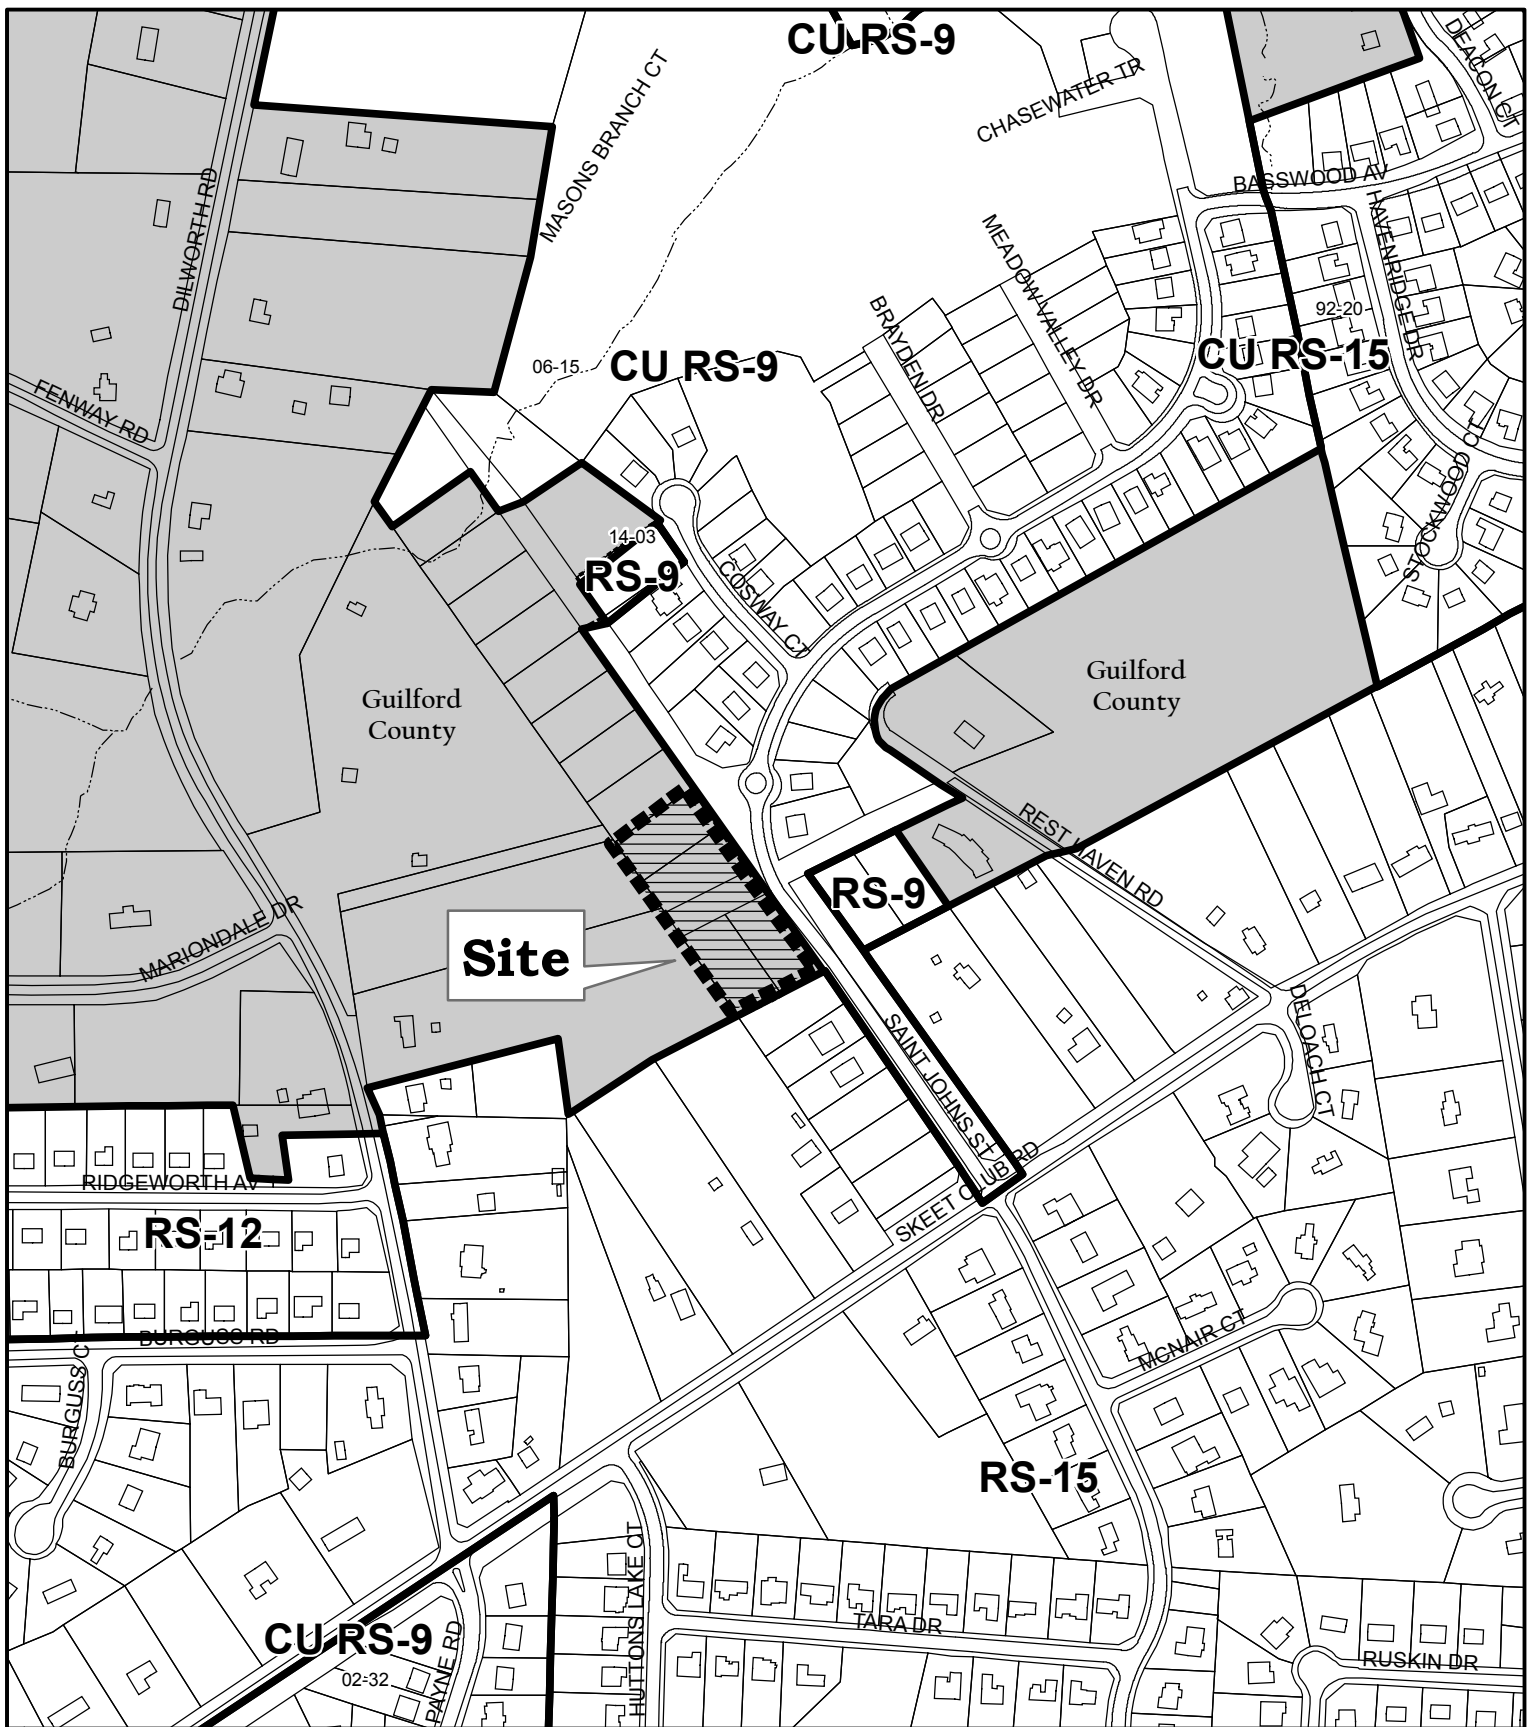 CU RS-9
DEACON CT
MASONS BRANCH CT
CHASEWATER TR
BASSWOOD AV
DILWORTH RD
HAVENRIDGE DR
MEADOW VALLEY DR
BRAYDEN DR
92-20
CU RS-15
06-15
CU RS-9
FENWAY RD
STOCKWOOD CT
14-03
RS-9
COSWAY CT
Guilford
County
Guilford
County
REST HAVEN RD
RS-9
MARIONDALE DR
Site
SAINT JOHNS ST
DELOACH CT
SKEET CLUB RD
RIDGEWORTH AV
RS-12
BURGUSS RD
BURGUSS CT
MCNAIR CT
RS-15
HUTTONS LAKE CT
TARA DR
CU RS-9
02-32
PAYNE RD
RUSKIN DR